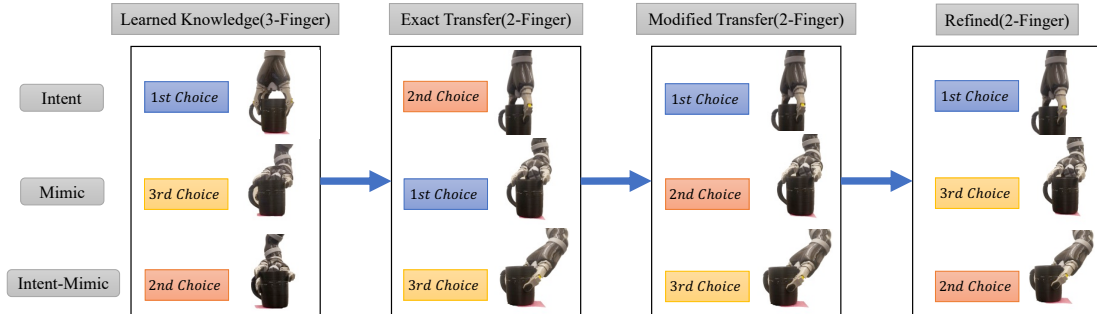 Learned Knowledge(3-Finger)
Exact Transfer(2-Finger)
Modified Transfer(2-Finger)
Refined(2-Finger)
Intent
1st Choice
2nd Choice
1st Choice
1st Choice
Mimic
3rd Choice
1st Choice
2nd Choice
3rd Choice
Intent-Mimic
2nd Choice
3rd Choice
3rd Choice
2nd Choice